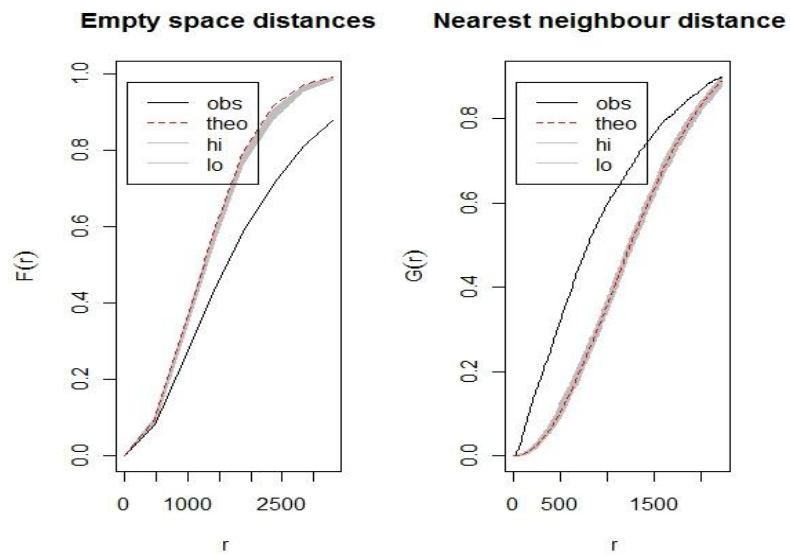 Empty space distances
obs
theo
hi
lo
F(r)
0.0
0.2
0.4
0.6
0.8
1.0
0
1000
2500
r
Nearest neighbour distance
obs
theo
hi
lo
G(r)
0.0
0.2
0.4
0.6
0.8
0
500
1500
r